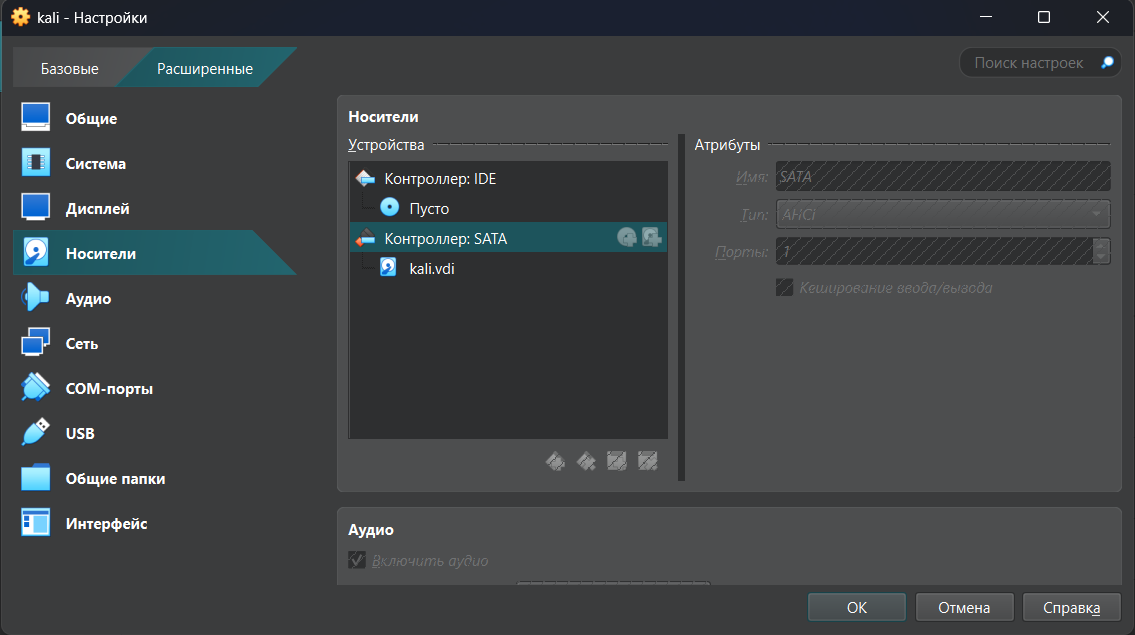 kali - Настройки
Базовые
Расширенные
Поиск настроек
Общие
Система
Дисплей
Носители
Аудио
Сеть
COM-порты
USB
Общие папки
Интерфейс
Носители
Устройства
Контроллер: IDE
Пусто
Контроллер: SATA
kali.vdi
Атрибуты
Имя: SATA
Тип: AHCI
Порты: 1
Кеширование ввода/вывода
Аудио
Включить аудио
OK
Отмена
Справка